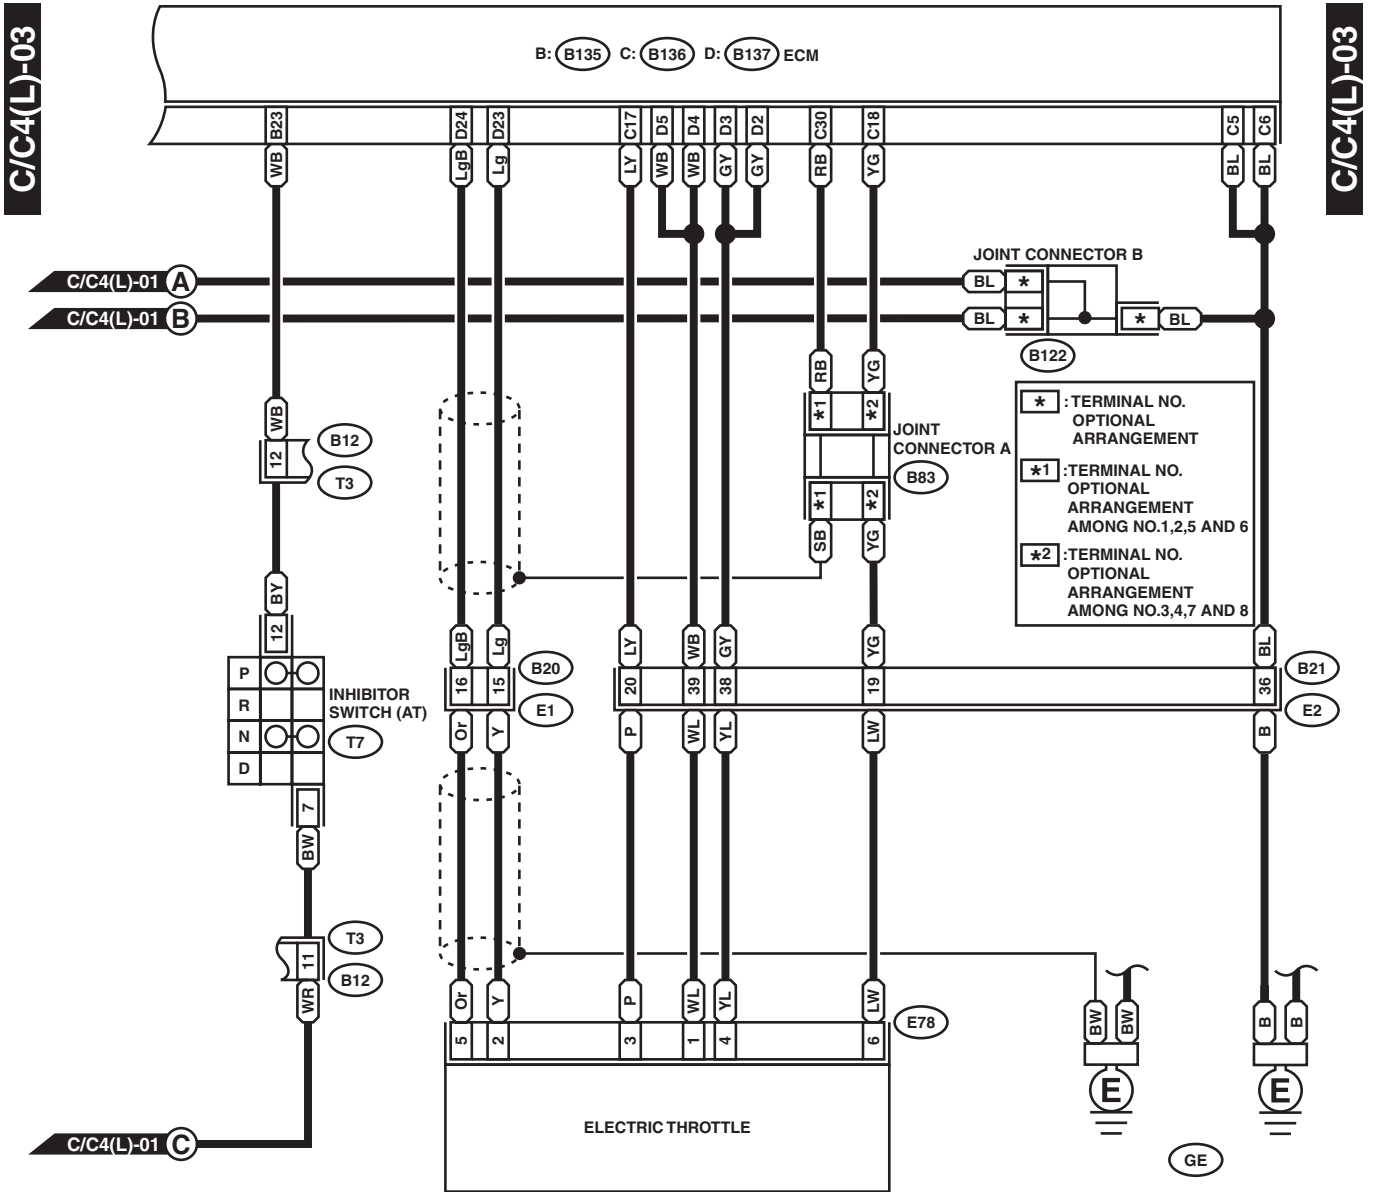 C/C4(L)-03
C/C4(L)-03
B: B135 C: B136 D: B137 ECM
B23 D24 D23 C17 D5 D4 D3 D2 C30 C18 C5 C6
WB LgB Lg LY WB WB GY GY RB YG BL BL
JOINT CONNECTOR B
C/C4(L)-01 A BL *
C/C4(L)-01 B BL * * BL
B122
RB YG
*1 *2
JOINT
CONNECTOR A
B83
*1 *2
SB YG
* :TERMINAL NO.
OPTIONAL
ARRANGEMENT
*1 :TERMINAL NO.
OPTIONAL
ARRANGEMENT
AMONG NO.1,2,5 AND 6
*2 :TERMINAL NO.
OPTIONAL
ARRANGEMENT
AMONG NO.3,4,7 AND 8
WB
12 B12
T3
BY
12
P
R
N
D
INHIBITOR
SWITCH (AT)
T7
7
BW
T3
11
B12
WR
C/C4(L)-01 C
LgB Lg LY WB GY YG BL
16 15 B20 20 39 38 19 36 B21
E1 E2
Or Y P WL YL LW B
Or Y P WL YL LW E78
5 2 3 1 4 6
ELECTRIC THROTTLE
BW BW B B
E E
GE